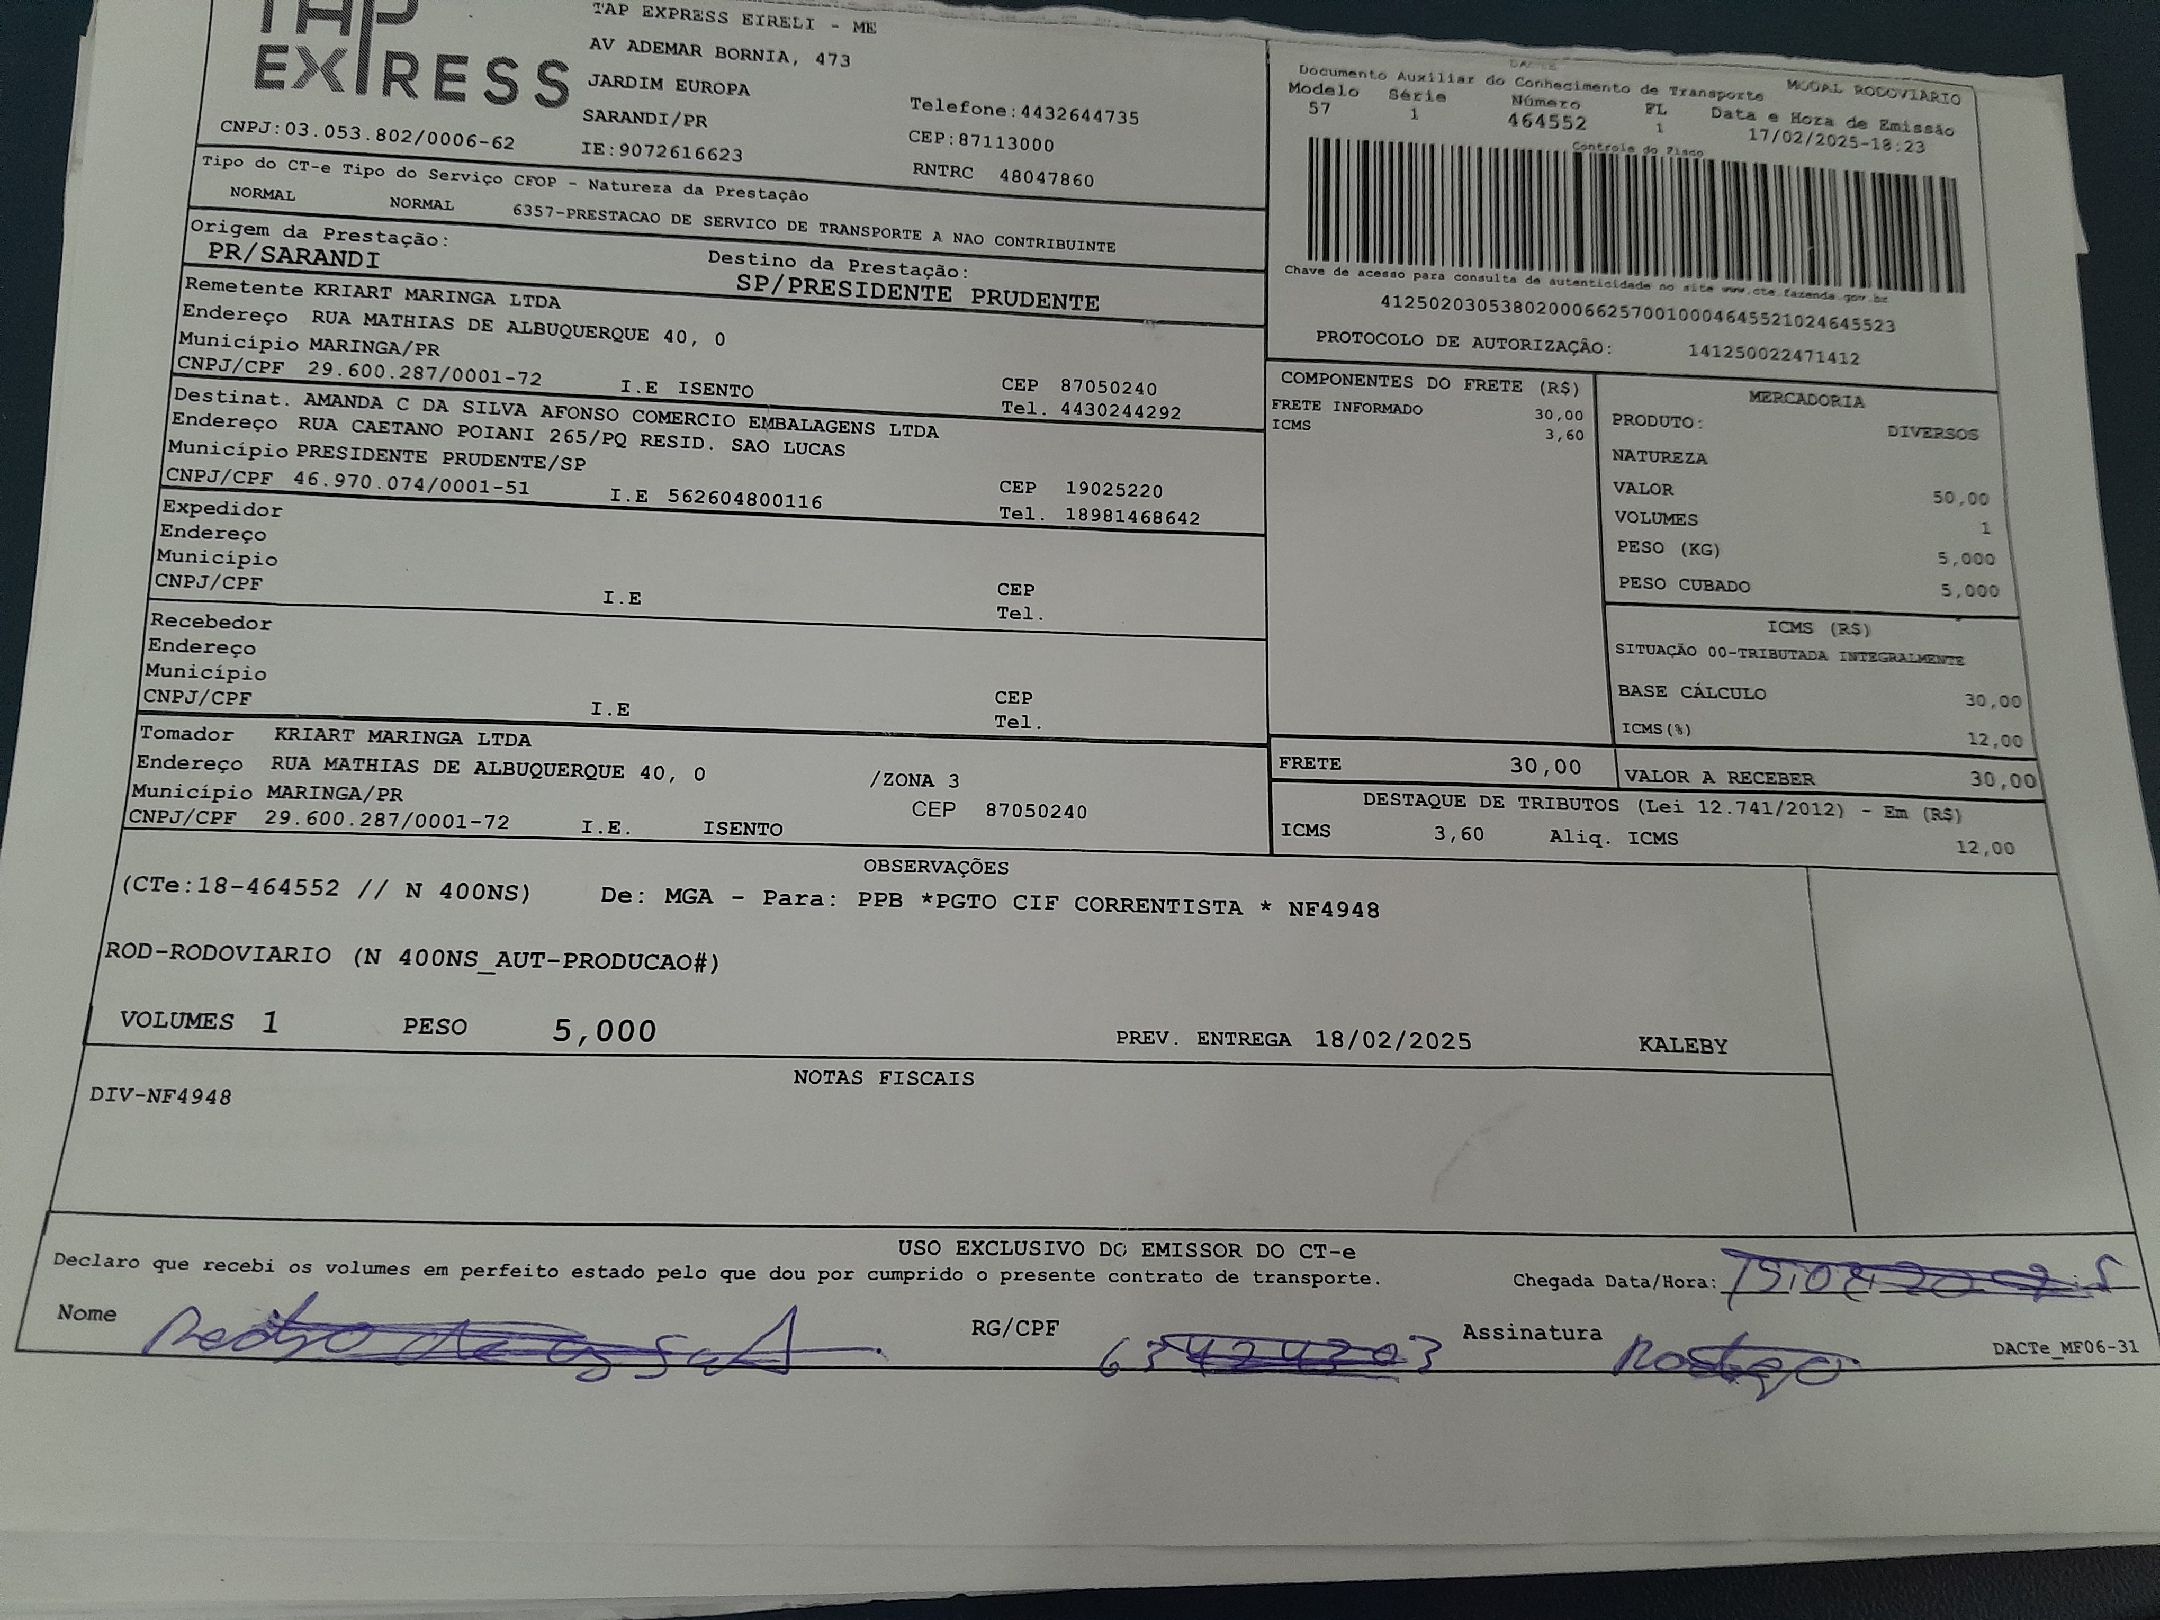 TAP
EXPRESS
TAP EXPRESS EIRELI - ME
AV ADEMAR BORNIA, 473
JARDIM EUROPA
SARANDI/PR
IE:9072616623
CNPJ:03.053.802/0006-62
Telefone:4432644735
CEP:87113000
RNTRC 48047860
DACTE
Documento Auxiliar do Conhecimento de Transporte MODAL RODOVIARIO
Modelo Série Número FL Data e Hora de Emissão
57 1 464552 1 17/02/2025-18:23
Controle do Fisco
Chave de acesso para consulta de autenticidade no site www.cte.fazenda.gov.br
41250203053802000662570010004645521024645523
PROTOCOLO DE AUTORIZAÇÃO: 141250022471412
Tipo do CT-e Tipo do Serviço CFOP - Natureza da Prestação
NORMAL NORMAL 6357-PRESTACAO DE SERVICO DE TRANSPORTE A NAO CONTRIBUINTE
Origem da Prestação: Destino da Prestação:
PR/SARANDI SP/PRESIDENTE PRUDENTE
Remetente KRIART MARINGA LTDA
Endereço RUA MATHIAS DE ALBUQUERQUE 40, 0
Município MARINGA/PR CEP 87050240
CNPJ/CPF 29.600.287/0001-72 I.E ISENTO Tel. 4430244292
Destinat. AMANDA C DA SILVA AFONSO COMERCIO EMBALAGENS LTDA
Endereço RUA CAETANO POIANI 265/PQ RESID. SAO LUCAS
Município PRESIDENTE PRUDENTE/SP CEP 19025220
CNPJ/CPF 46.970.074/0001-51 I.E 562604800116 Tel. 18981468642
Expedidor
Endereço
Município CEP
CNPJ/CPF I.E Tel.
Recebedor
Endereço
Município CEP
CNPJ/CPF I.E Tel.
Tomador KRIART MARINGA LTDA
Endereço RUA MATHIAS DE ALBUQUERQUE 40, 0 /ZONA 3
Município MARINGA/PR CEP 87050240
CNPJ/CPF 29.600.287/0001-72 I.E. ISENTO
COMPONENTES DO FRETE (R$)
FRETE INFORMADO 30,00
ICMS 3,60
MERCADORIA
PRODUTO: DIVERSOS
NATUREZA
VALOR 50,00
VOLUMES 1
PESO (KG) 5,000
PESO CUBADO 5,000
ICMS (R$)
SITUAÇÃO 00-TRIBUTADA INTEGRALMENTE
BASE CÁLCULO 30,00
ICMS(%) 12,00
FRETE 30,00 VALOR A RECEBER 30,00
DESTAQUE DE TRIBUTOS (Lei 12.741/2012) - Em (R$)
ICMS 3,60 Aliq. ICMS 12,00
OBSERVAÇÕES
(CTe:18-464552 // N 400NS) De: MGA - Para: PPB *PGTO CIF CORRENTISTA * NF4948
ROD-RODOVIARIO (N 400NS_AUT-PRODUCAO#)
VOLUMES 1 PESO 5,000 PREV. ENTREGA 18/02/2025 KALEBY
NOTAS FISCAIS
DIV-NF4948
USO EXCLUSIVO DO EMISSOR DO CT-e
Declaro que recebi os volumes em perfeito estado pelo que dou por cumprido o presente contrato de transporte. Chegada Data/Hora:
Nome RG/CPF Assinatura
DACTe_MF06-31